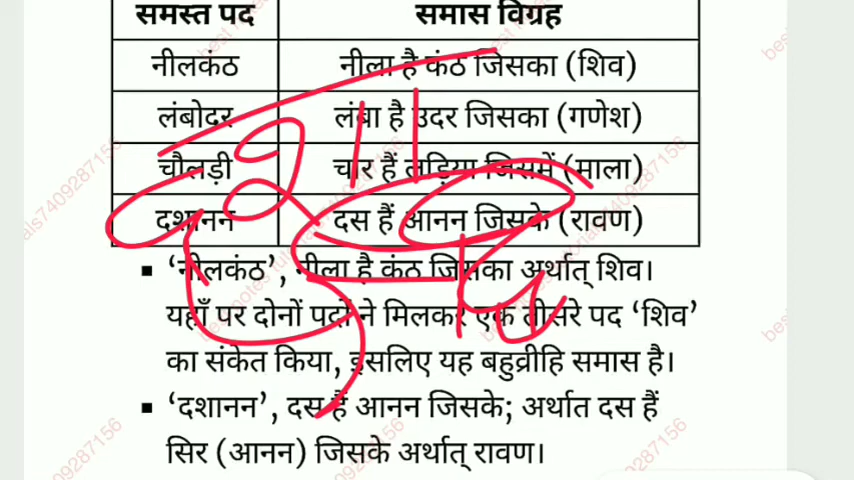 समस्त पद समास विग्रह
नीलकंठ नीला है कंठ जिसका (शिव)
लंबोदर लंबा है उदर जिसका (गणेश)
चौलड़ी चार हैं लड़िया जिसमें (माला)
दशानन दस हैं आनन जिसके (रावण)
▪ ‘नीलकंठ’, नीला है कंठ जिसका अर्थात् शिव।
यहाँ पर दोनों पदों ने मिलकर एक तीसरे पद ‘शिव’
का संकेत किया, इसलिए यह बहुव्रीहि समास है।
▪ ‘दशानन’, दस हैं आनन जिसके; अर्थात दस हैं
सिर (आनन) जिसके अर्थात् रावण।